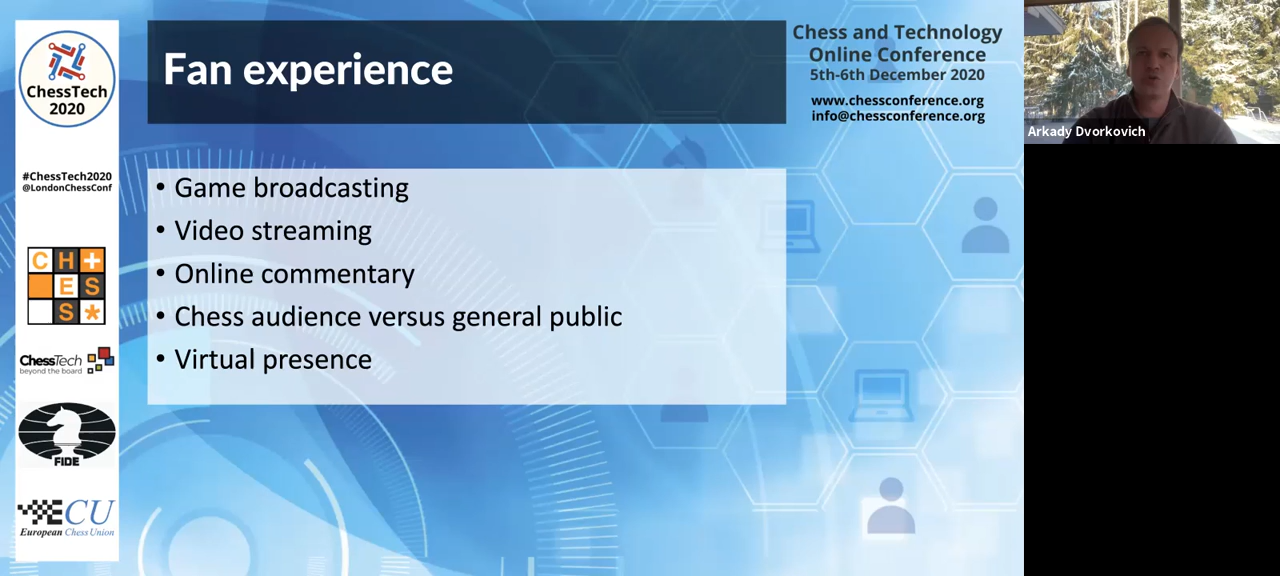 ChessTech
2020
#ChessTech2020
@LondonChessConf
C H +
E S
S *
ChessTech
beyond the board
FIDE
ECU
European Chess Union
Fan experience
• Game broadcasting
• Video streaming
• Online commentary
• Chess audience versus general public
• Virtual presence
Chess and Technology
Online Conference
5th-6th December 2020
www.chessconference.org
info@chessconference.org
Arkady Dvorkovich